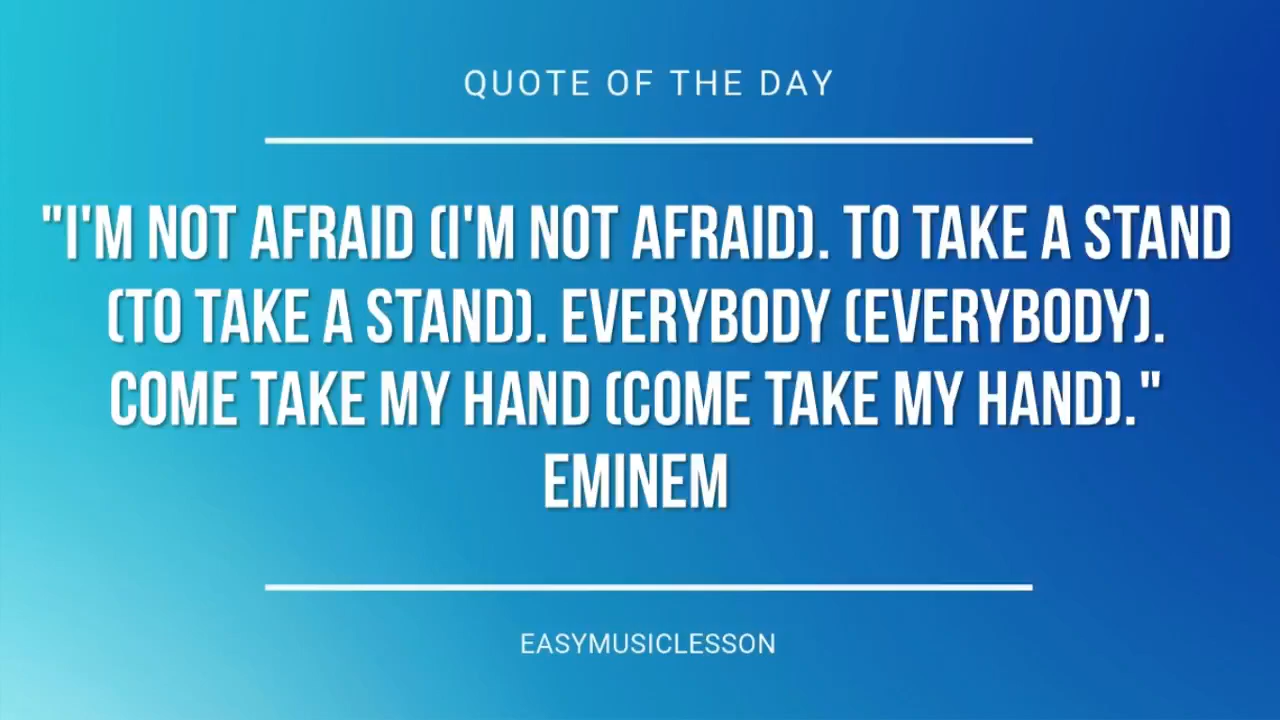 QUOTE OF THE DAY
"I'M NOT AFRAID (I'M NOT AFRAID). TO TAKE A STAND
(TO TAKE A STAND). EVERYBODY (EVERYBODY).
COME TAKE MY HAND (COME TAKE MY HAND)."
EMINEM
EASYMUSICLESSON